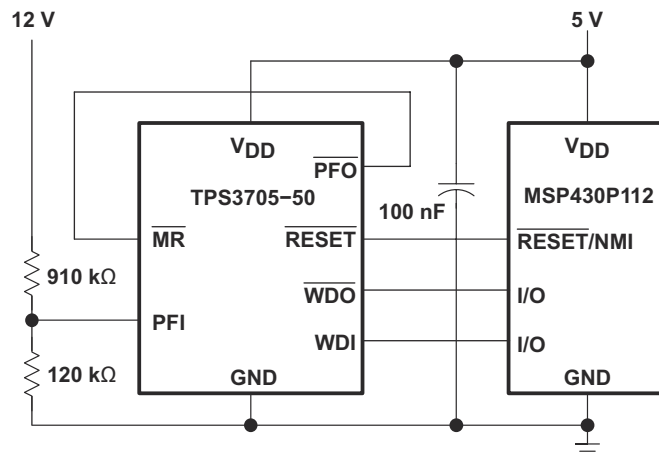 12 V
5 V
VDD
VDD
PFO
TPS3705−50
MSP430P112
100 nF
MR
RESET
RESET/NMI
910 kΩ
WDO
I/O
PFI
WDI
I/O
120 kΩ
GND
GND